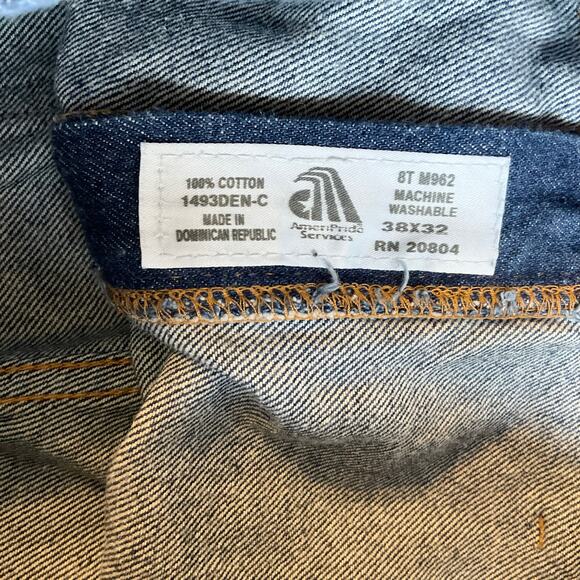 100% COTTON
1493DEN-C
MADE IN
DOMINICAN REPUBLIC
AmeriPride
Services
8T M962
MACHINE
WASHABLE
38X32
RN 20804